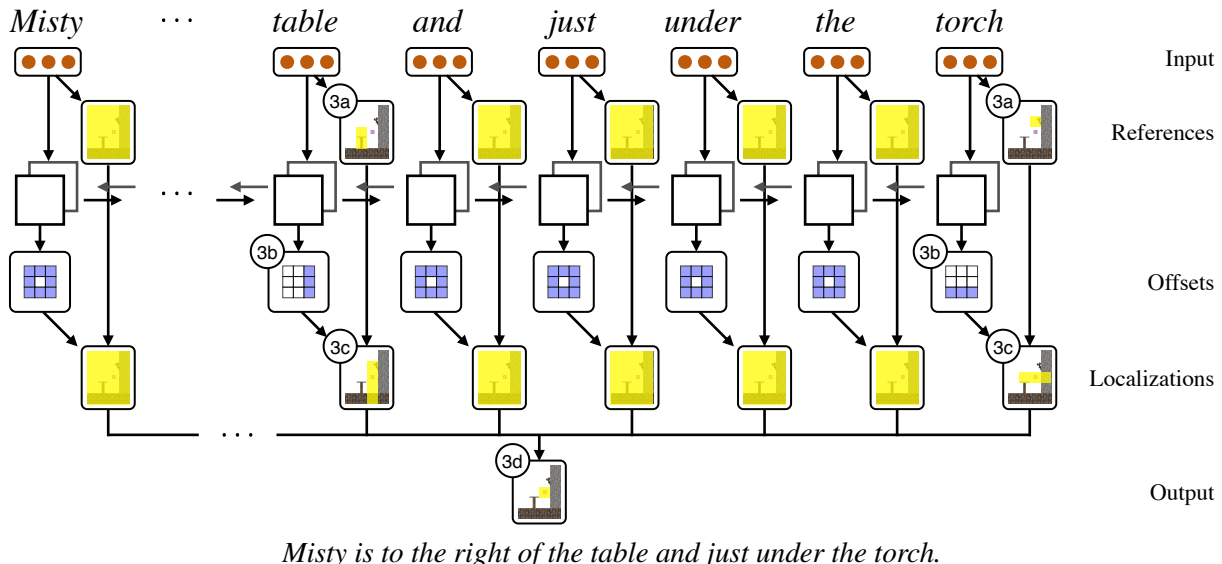 Misty · · · table and just under the torch
Input
3a 3a
References
· · ·
3b 3b
Offsets
3c 3c
Localizations
· · ·
3d
Output
Misty is to the right of the table and just under the torch.